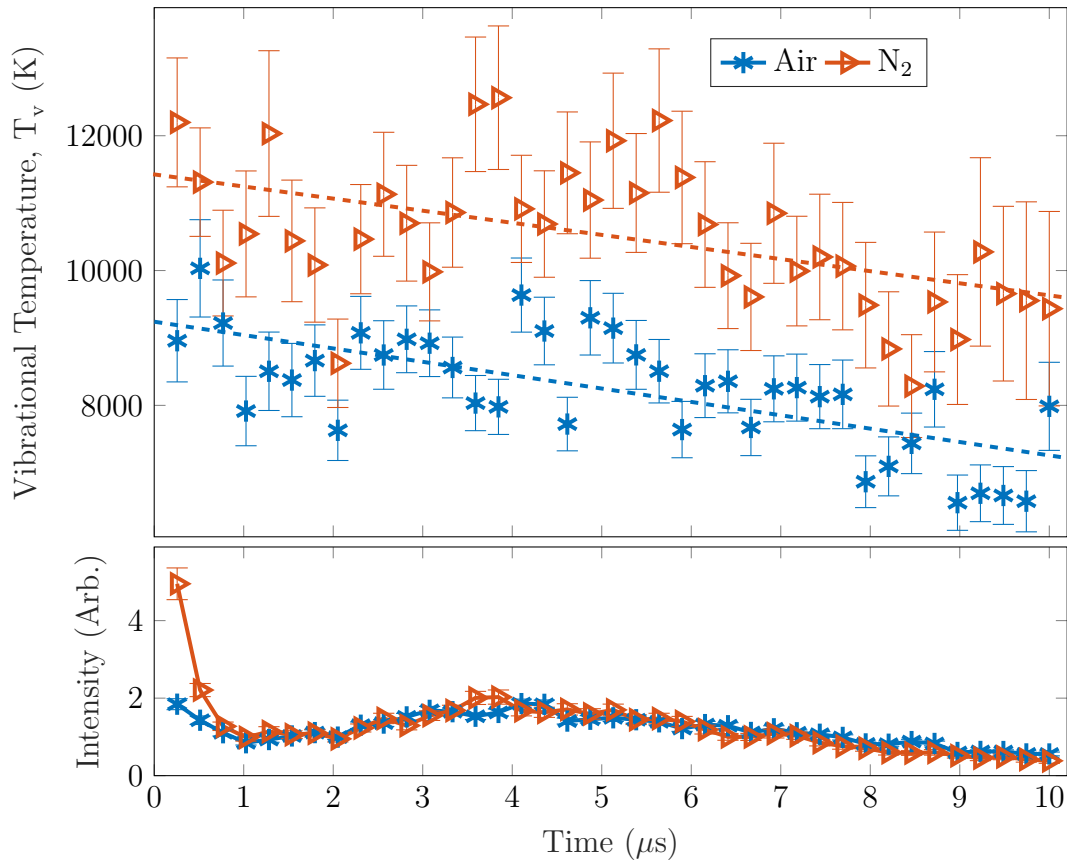 Vibrational Temperature, Tᵥ (K)
12000
10000
8000
Air
N₂
Intensity (Arb.)
4
2
0
0 1 2 3 4 5 6 7 8 9 10
Time (μs)